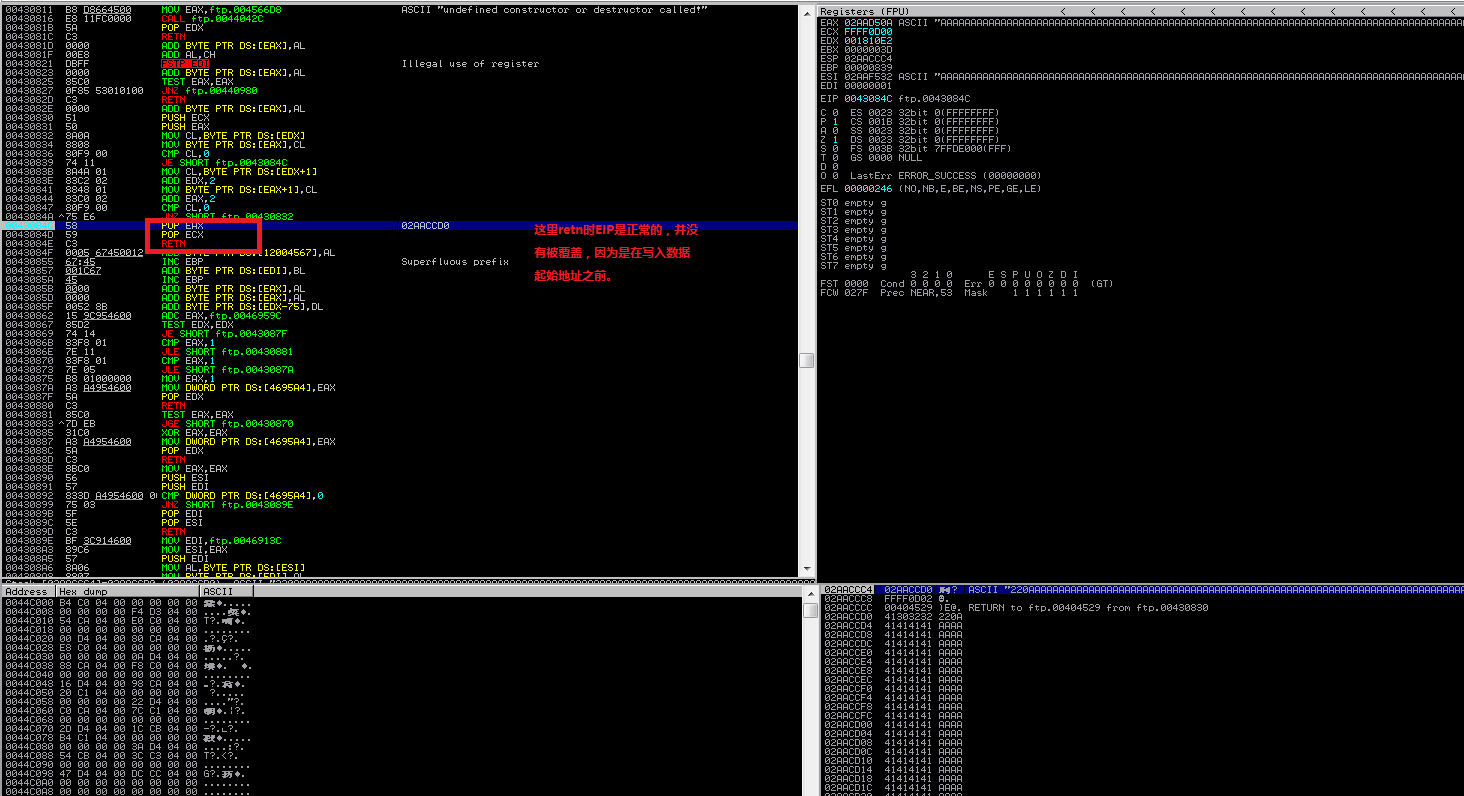 00430811 B8 D8664500 MOV EAX,ftp.004566D8 ASCII "undefined constructor or destructor called!"
00430816 E8 11FC0000 CALL ftp.0044042C
0043081B 5A POP EDX
0043081C C3 RETN
0043081D 0000 ADD BYTE PTR DS:[EAX],AL
0043081F 00E8 ADD AL,CH
00430821 DBFF FSTP EDI Illegal use of register
00430823 0000 ADD BYTE PTR DS:[EAX],AL
00430825 85C0 TEST EAX,EAX
00430827 0F85 53010100 JNZ ftp.00440980
0043082D C3 RETN
0043082E 0000 ADD BYTE PTR DS:[EAX],AL
00430830 51 PUSH ECX
00430831 50 PUSH EAX
00430832 8A0A MOV CL,BYTE PTR DS:[EDX]
00430834 8808 MOV BYTE PTR DS:[EAX],CL
00430836 80F9 00 CMP CL,0
00430839 74 11 JE SHORT ftp.0043084C
0043083B 8A4A 01 MOV CL,BYTE PTR DS:[EDX+1]
0043083E 83C2 02 ADD EDX,2
00430841 8848 01 MOV BYTE PTR DS:[EAX+1],CL
00430844 83C0 02 ADD EAX,2
00430847 80F9 00 CMP CL,0
0043084A ^75 E6 JNZ SHORT ftp.00430832
0043084C 58 POP EAX 02AACCD0
0043084D 59 POP ECX
0043084E C3 RETN
0043084F 0005 67450012 ADD BYTE PTR DS:[12004567],AL
00430855 67:45 INC EBP Superfluous prefix
00430857 001C67 ADD BYTE PTR DS:[EDI],BL
0043085A 45 INC EBP
0043085B 0000 ADD BYTE PTR DS:[EAX],AL
0043085D 0000 ADD BYTE PTR DS:[EAX],AL
0043085F 0052 8B ADD BYTE PTR DS:[EDX-75],DL
00430862 15 9C954600 ADC EAX,ftp.0046959C
00430867 85D2 TEST EDX,EDX
00430869 74 14 JE SHORT ftp.0043087F
0043086B 83F8 01 CMP EAX,1
0043086E 7E 11 JLE SHORT ftp.00430881
00430870 83F8 01 CMP EAX,1
00430873 7E 05 JLE SHORT ftp.0043087A
00430875 B8 01000000 MOV EAX,1
0043087A A3 A4954600 MOV DWORD PTR DS:[4695A4],EAX
0043087F 5A POP EDX
00430880 C3 RETN
00430881 85C0 TEST EAX,EAX
00430883 ^7D EB JGE SHORT ftp.00430870
00430885 31C0 XOR EAX,EAX
00430887 A3 A4954600 MOV DWORD PTR DS:[4695A4],EAX
0043088C 5A POP EDX
0043088D C3 RETN
0043088E 8BC0 MOV EAX,EAX
00430890 56 PUSH ESI
00430891 57 PUSH EDI
00430892 833D A4954600 CMP DWORD PTR DS:[4695A4],0
00430899 75 03 JNZ SHORT ftp.0043089E
0043089B 5F POP EDI
0043089C 5E POP ESI
0043089D C3 RETN
0043089E BF 3C914600 MOV EDI,ftp.0046913C
004308A3 89C6 MOV ESI,EAX
004308A5 57 PUSH EDI
004308A6 8A06 MOV AL,BYTE PTR DS:[ESI]
这里retn时EIP是正常的，并没
有被覆盖，因为是在写入数据
起始地址之前。
Registers (FPU) < < < < < < < < < < < < < <
EAX 02AAD50A ASCII "AAAAAAAAAAAAAAAAAAAAAAAAAAAAAAAAAAAAAAAA
ECX FFFF0D00
EDX 001810E2
EBX 0000003D
ESP 02AACCC4
EBP 00000839
ESI 02AAF532 ASCII "AAAAAAAAAAAAAAAAAAAAAAAAAAAAAAAAAAAAAAAA
EDI 00000001
EIP 0043084C ftp.0043084C
C 0 ES 0023 32bit 0(FFFFFFFF)
P 1 CS 001B 32bit 0(FFFFFFFF)
A 0 SS 0023 32bit 0(FFFFFFFF)
Z 1 DS 0023 32bit 0(FFFFFFFF)
S 0 FS 003B 32bit 7FFDE000(FFF)
T 0 GS 0000 NULL
D 0
O 0 LastErr ERROR_SUCCESS (00000000)
EFL 00000246 (NO,NB,E,BE,NS,PE,GE,LE)
ST0 empty g
ST1 empty g
ST2 empty g
ST3 empty g
ST4 empty g
ST5 empty g
ST6 empty g
ST7 empty g
3 2 1 0 E S P U O Z D I
FST 0000 Cond 0 0 0 0 Err 0 0 0 0 0 0 0 0 (GT)
FCW 027F Prec NEAR,53 Mask 1 1 1 1 1 1
Address Hex dump ASCII
0044C000 B4 C0 04 00 00 00 00 00
0044C008 00 00 00 00 F4 D3 04 00
0044C010 54 CA 04 00 E0 C0 04 00
0044C018 00 00 00 00 00 00 00 00
0044C020 00 D4 04 00 80 CA 04 00
0044C028 E8 C0 04 00 00 00 00 00
0044C030 00 00 00 00 0A D4 04 00
0044C038 88 CA 04 00 F8 C0 04 00
0044C040 00 00 00 00 00 00 00 00
0044C048 16 D4 04 00 98 CA 04 00
0044C050 20 C1 04 00 00 00 00 00
0044C058 00 00 00 00 22 D4 04 00
0044C060 C0 CA 04 00 7C C1 04 00
0044C068 00 00 00 00 00 00 00 00
0044C070 2D D4 04 00 1C CB 04 00
0044C078 B4 C1 04 00 00 00 00 00
0044C080 00 00 00 00 3A D4 04 00
0044C088 54 CB 04 00 3C C3 04 00
0044C090 00 00 00 00 00 00 00 00
0044C098 47 D4 04 00 DC CC 04 00
0044C0A0 00 00 00 00 00 00 00 00
0044C0A8 00 00 00 00 00 00 00 00
02AACCC4 02AACCD0 ASCII "220AAAAAAAAAAAAAAAAAAAAAAAAAAAAAAAAAAAA
02AACCC8 FFFF0D02
02AACCCC 00404529 )E@. RETURN to ftp.00404529 from ftp.00430830
02AACCD0 41303232 220A
02AACCD4 41414141 AAAA
02AACCD8 41414141 AAAA
02AACCDC 41414141 AAAA
02AACCE0 41414141 AAAA
02AACCE4 41414141 AAAA
02AACCE8 41414141 AAAA
02AACCEC 41414141 AAAA
02AACCF0 41414141 AAAA
02AACCF4 41414141 AAAA
02AACCF8 41414141 AAAA
02AACCFC 41414141 AAAA
02AACD00 41414141 AAAA
02AACD04 41414141 AAAA
02AACD08 41414141 AAAA
02AACD0C 41414141 AAAA
02AACD10 41414141 AAAA
02AACD14 41414141 AAAA
02AACD18 41414141 AAAA
02AACD1C 41414141 AAAA